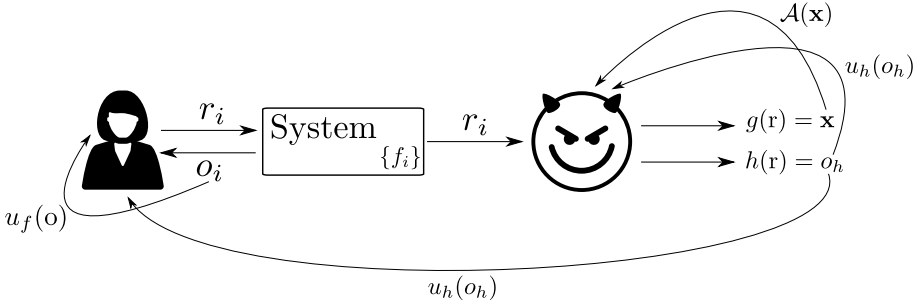 𝒜(𝐱)
r_i
System
{f_i}
o_i
r_i
u_h(o_h)
g(r) = 𝐱
h(r) = o_h
u_f(o)
u_h(o_h)